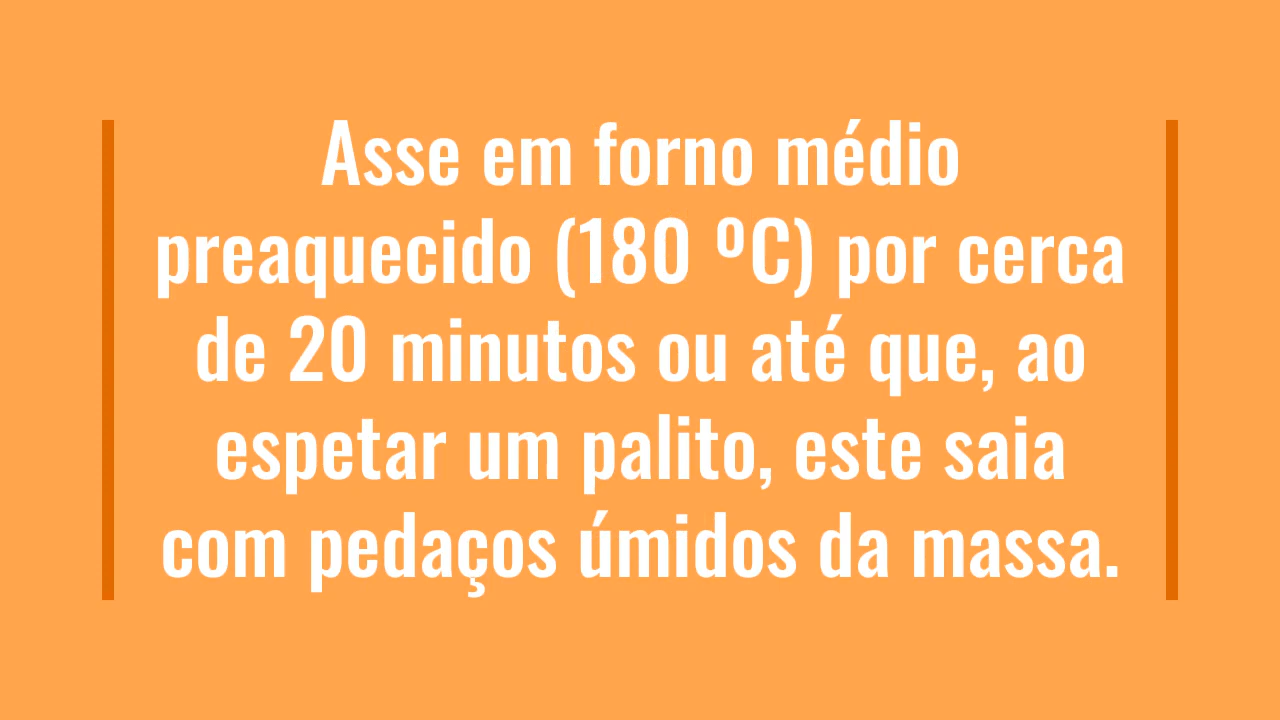 Asse em forno médio
preaquecido (180 ºC) por cerca
de 20 minutos ou até que, ao
espetar um palito, este saia
com pedaços úmidos da massa.